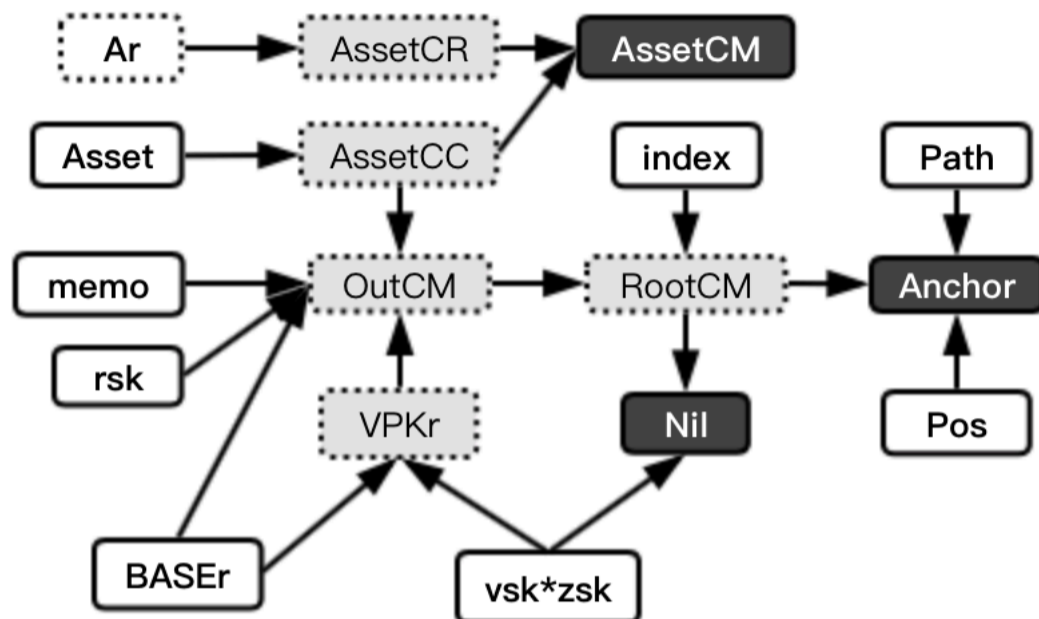 Ar
AssetCR
AssetCM
Asset
AssetCC
index
Path
memo
OutCM
RootCM
Anchor
rsk
VPKr
Nil
Pos
BASEr
vsk*zsk